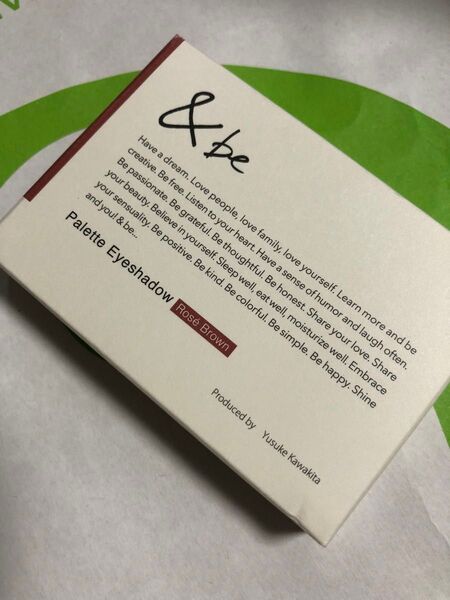 & be
Have a dream. Love people, love family, love yourself. Learn more and be
creative. Be free. Listen to your heart. Have a sense of humor and laugh often.
Be passionate. Be grateful. Be thoughtful. Be honest. Share your love. Share
your beauty. Believe in yourself. Sleep well, eat well, moisturize well. Embrace
your sensuality. Be positive. Be kind. Be colorful. Be simple. Be happy. Shine
and you! & be...
Palette Eyeshadow Rosé Brown
Produced by Yusuke Kawakita